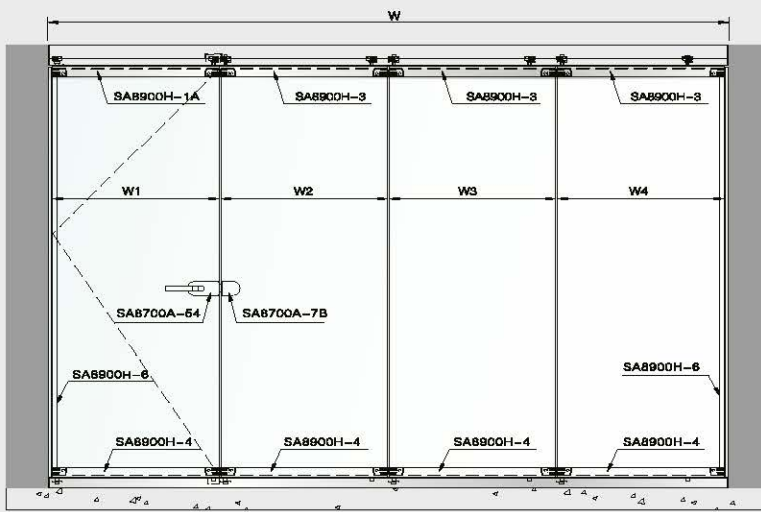 W
SA8900H-1A SA8900H-3 SA8900H-3 SA8900H-3
W1 W2 W3 W4
SA8700A-54 SA8700A-7B
SA8900H-6 SA8900H-6
SA8900H-4 SA8900H-4 SA8900H-4 SA8900H-4